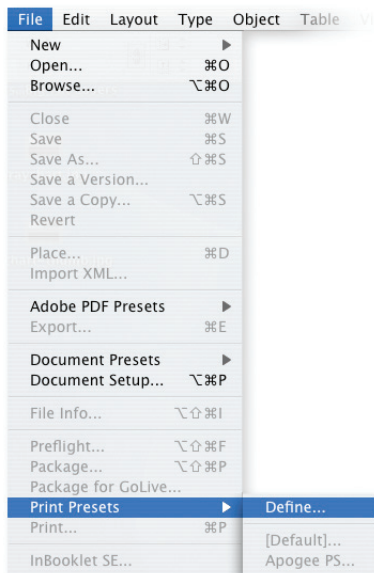 File Edit Layout Type Object Table
New
Open... ⌘O
Browse... ⌥⌘O
Close ⌘W
Save ⌘S
Save As... ⇧⌘S
Save a Version...
Save a Copy... ⌥⌘S
Revert
Place... ⌘D
Import XML...
Adobe PDF Presets
Export... ⌘E
Document Presets
Document Setup... ⌥⌘P
File Info... ⌥⇧⌘I
Preflight... ⌥⇧⌘F
Package... ⌥⇧⌘P
Package for GoLive...
Print Presets Define...
Print... ⌘P [Default]...
InBooklet SE... Apogee PS...